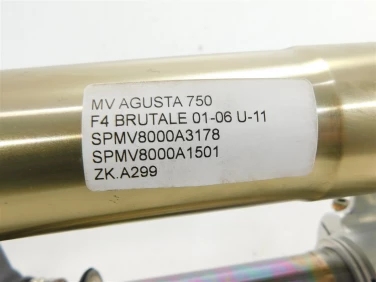 MV AGUSTA 750
F4 BRUTALE 01-06 U-11
SPMV8000A3178
SPMV8000A1501
ZK.A299